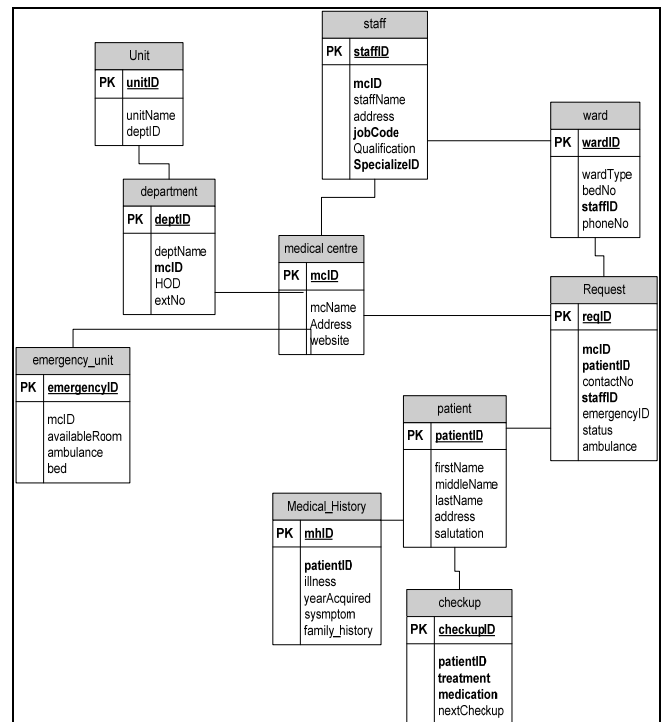 staff
PK staffID
mcID
staffName
address
jobCode
Qualification
SpecializeID
Unit
PK unitID
unitName
deptID
ward
PK wardID
wardType
bedNo
staffID
phoneNo
department
PK deptID
deptName
mcID
HOD
extNo
medical centre
PK mcID
mcName
Address
website
Request
PK reqID
mcID
patientID
contactNo
staffID
emergencyID
status
ambulance
emergency_unit
PK emergencyID
mcID
availableRoom
ambulance
bed
patient
PK patientID
firstName
middleName
lastName
address
salutation
Medical_History
PK mhID
patientID
illness
yearAcquired
sysmptom
family_history
checkup
PK checkupID
patientID
treatment
medication
nextCheckup